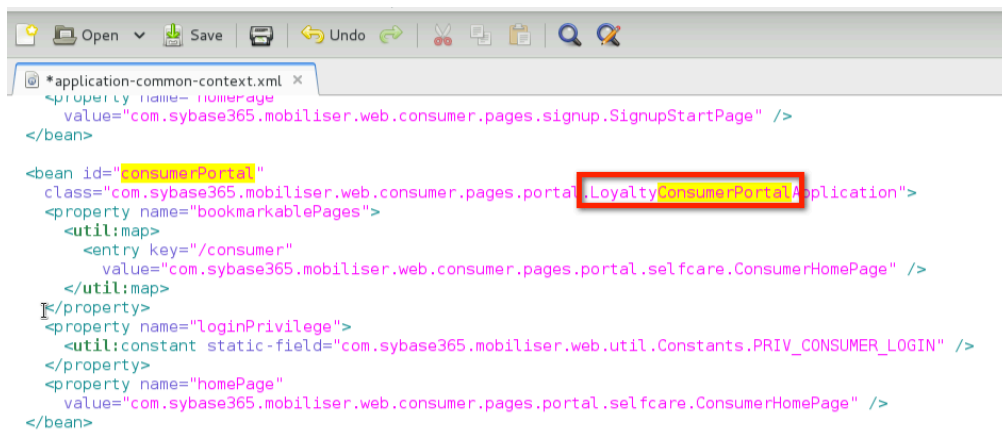 Open Save Undo
*application-common-context.xml ×
<property name="homePage"
value="com.sybase365.mobiliser.web.consumer.pages.signup.SignupStartPage" />
</bean>
<bean id="consumerPortal"
class="com.sybase365.mobiliser.web.consumer.pages.portal.LoyaltyConsumerPortalApplication">
<property name="bookmarkablePages">
<util:map>
<entry key="/consumer"
value="com.sybase365.mobiliser.web.consumer.pages.portal.selfcare.ConsumerHomePage" />
</util:map>
</property>
<property name="loginPrivilege">
<util:constant static-field="com.sybase365.mobiliser.web.util.Constants.PRIV_CONSUMER_LOGIN" />
</property>
<property name="homePage"
value="com.sybase365.mobiliser.web.consumer.pages.portal.selfcare.ConsumerHomePage" />
</bean>